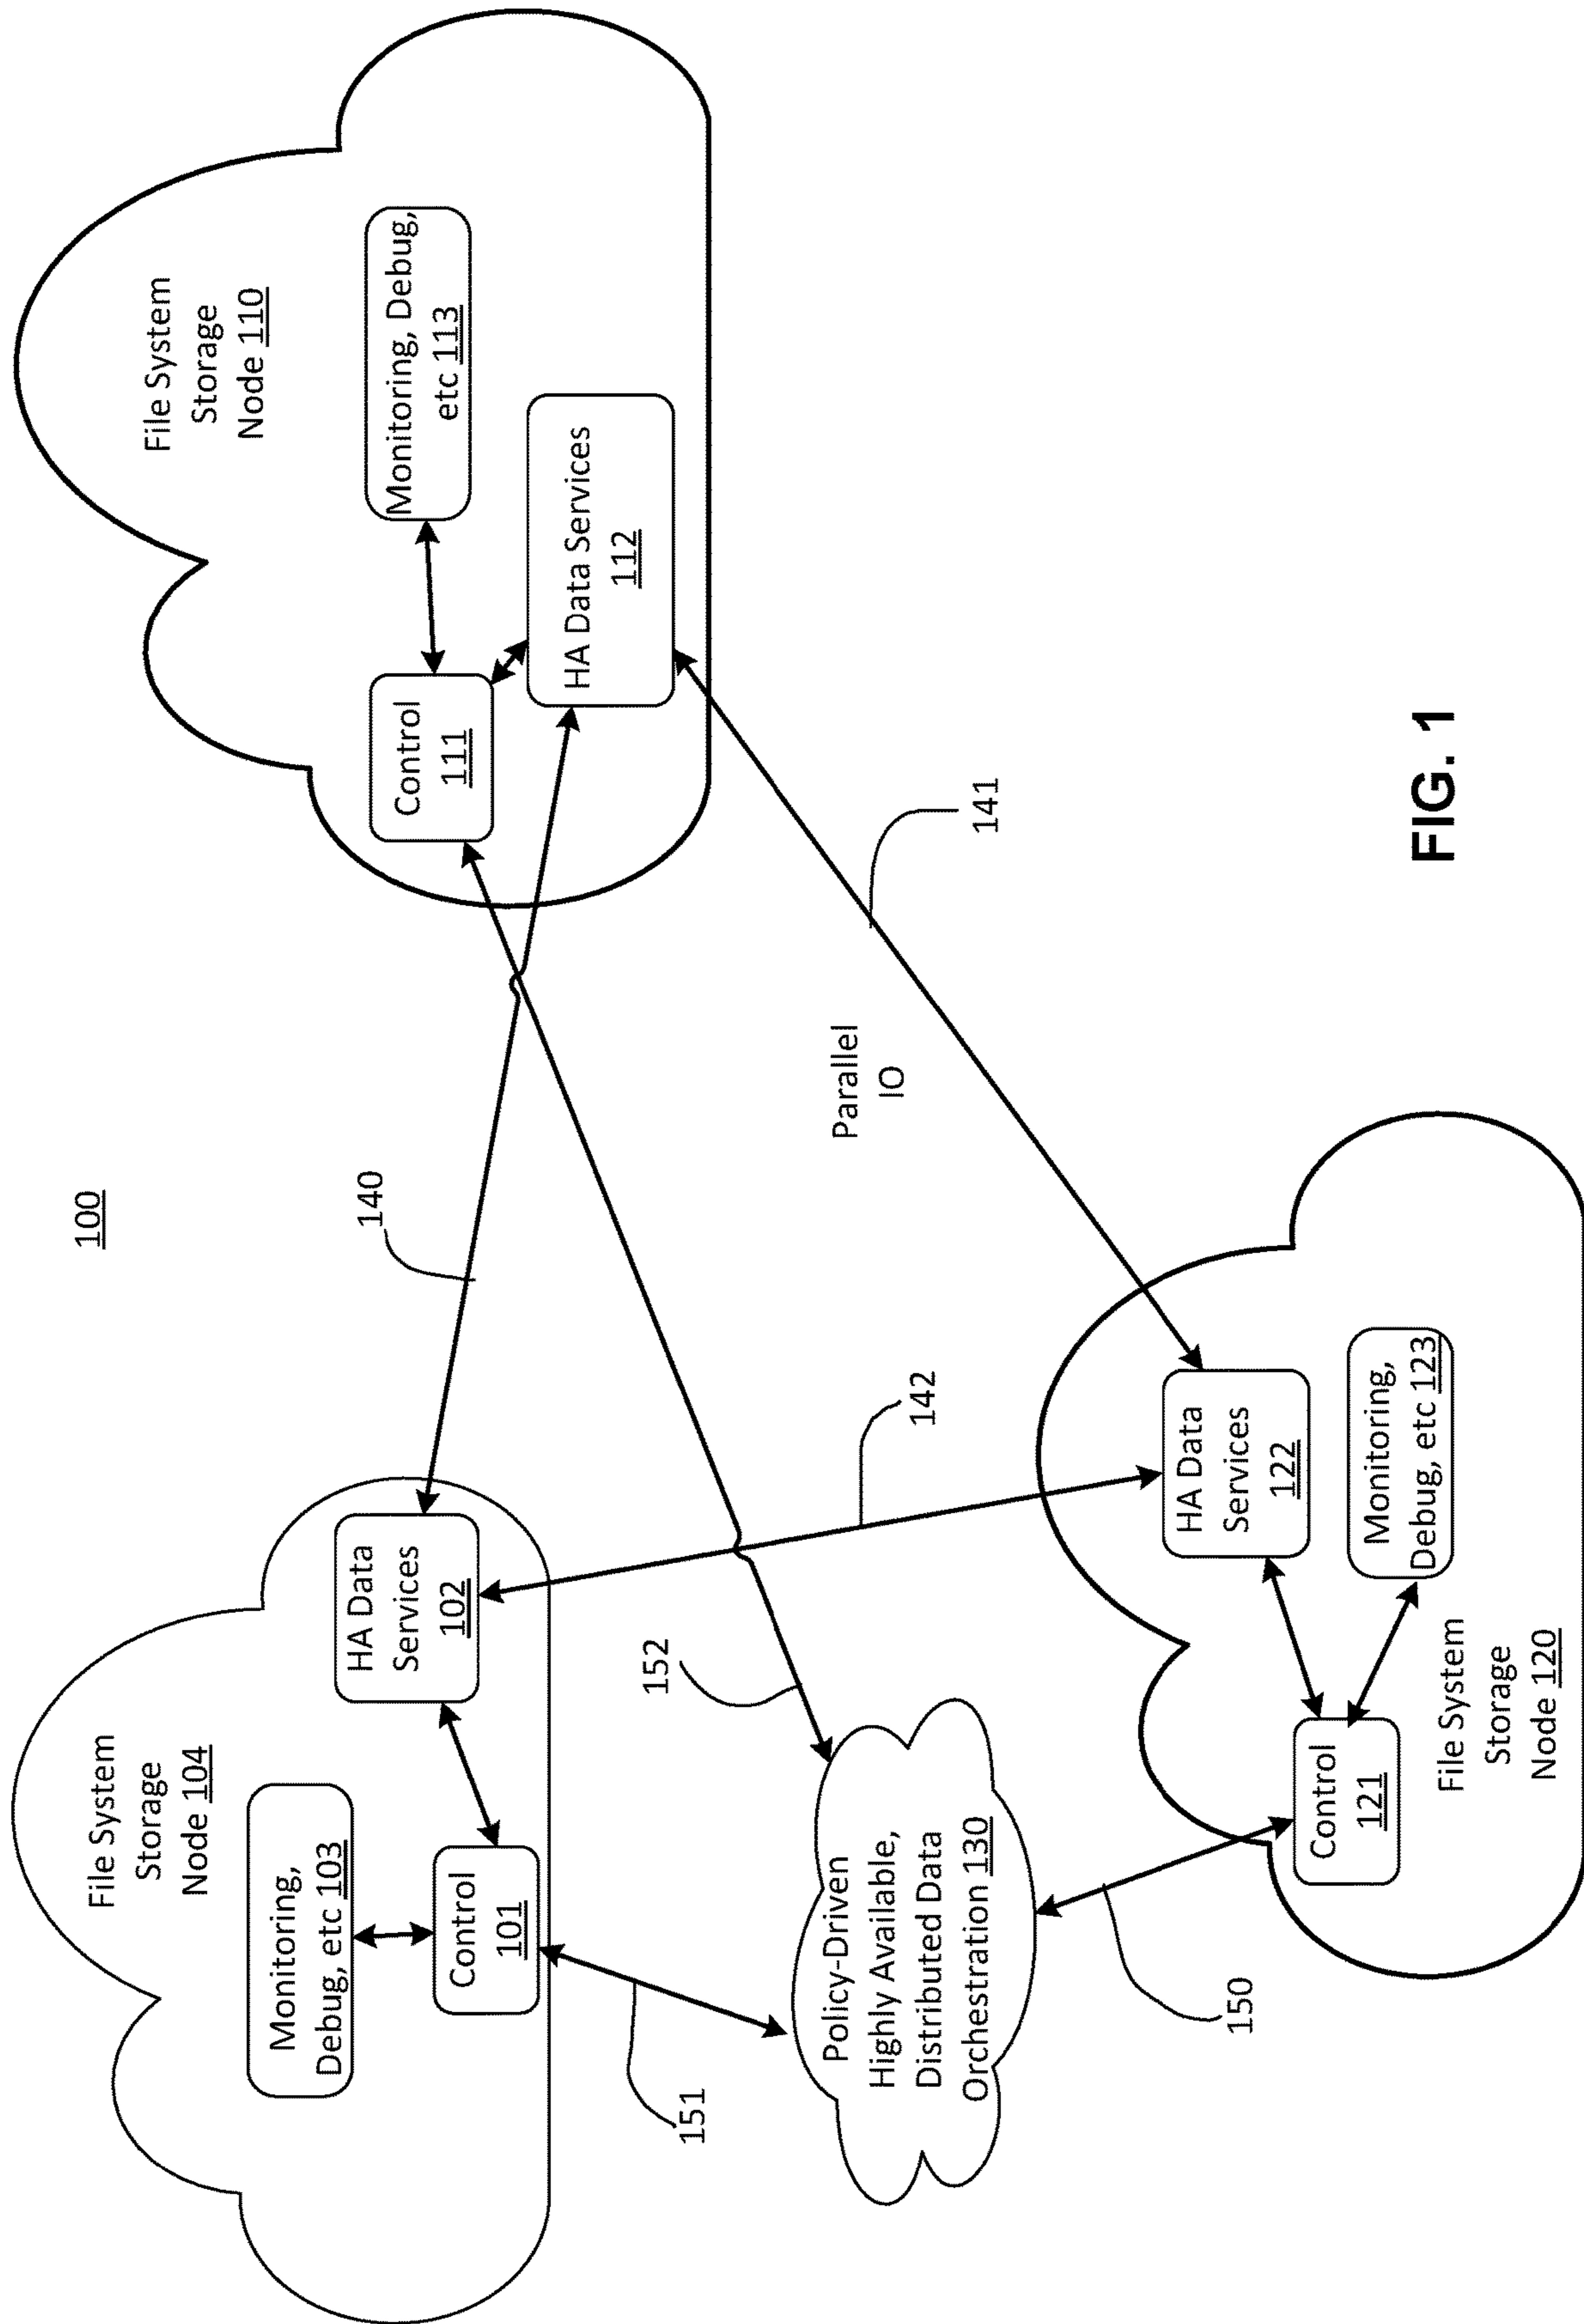 100
File System
Storage
Node 104
Monitoring,
Debug, etc 103
Control
101
HA Data
Services
102
140
File System
Storage
Node 110
Control
111
Monitoring, Debug,
etc 113
HA Data Services
112
151
152
142
Parallel
IO
141
Policy-Driven
Highly Available,
Distributed Data
Orchestration 130
150
HA Data
Services
122
Monitoring,
Debug, etc 123
Control
121
File System
Storage
Node 120
FIG. 1